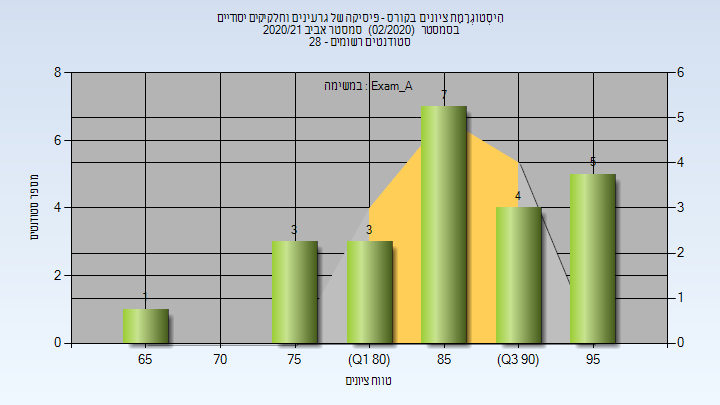 הִיסְטוֹגְרָמַת ציונים בקורס - פיסיקה של גרעינים וחלקיקים יסודיים
בסמסטר (02/2020) סמסטר אביב 2020/21
סטודנטים רשומים - 28
במשימה : Exam_A
מספר סטודנטים
8
6
4
2
0
6
5
4
3
2
1
0
1
3
3
7
4
5
65
70
75
(Q1 80)
85
(Q3 90)
95
טווח ציונים